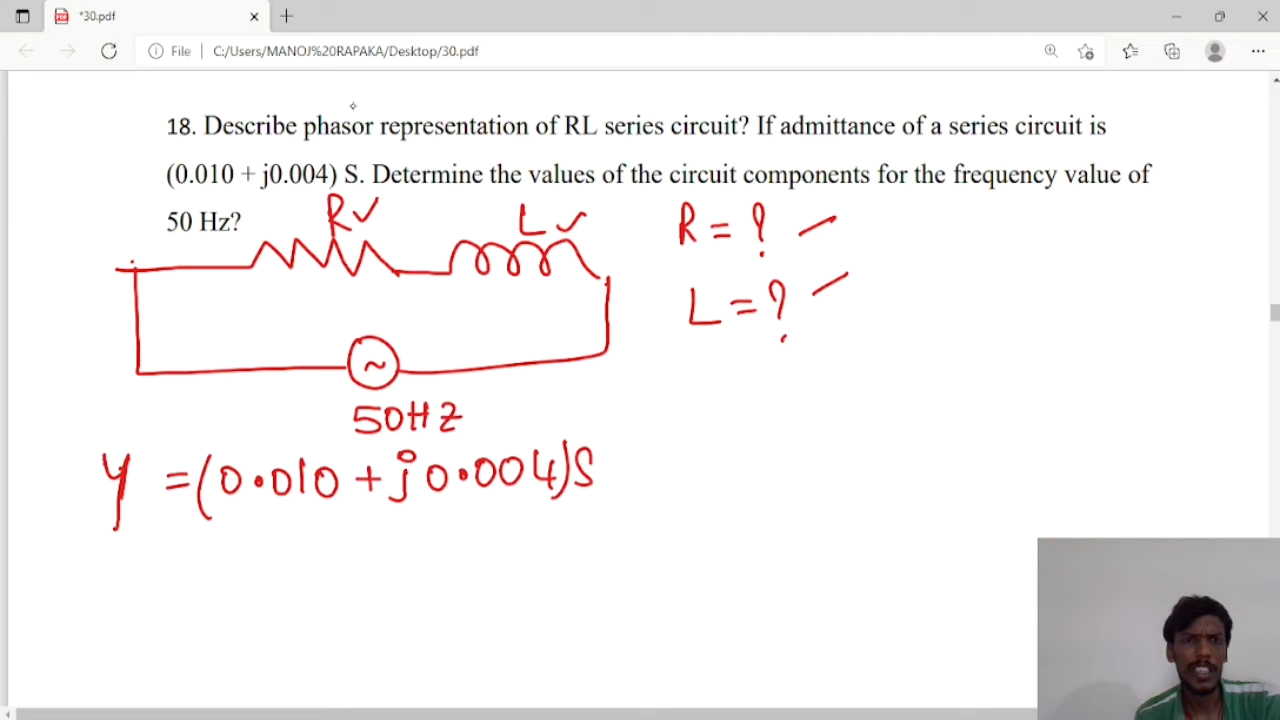 *30.pdf
File C:/Users/MANOJ%20RAPAKA/Desktop/30.pdf
18. Describe phasor representation of RL series circuit? If admittance of a series circuit is
(0.010 + j0.004) S. Determine the values of the circuit components for the frequency value of
50 Hz?
R✓ L✓
R = ?
L = ?
~
50HZ
Y = (0.010 + j0.004)S